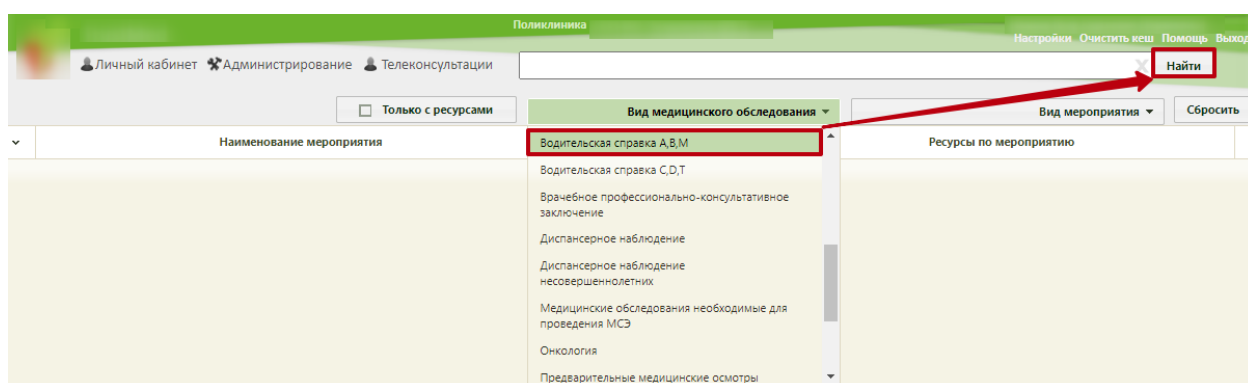 Поликлиника
Настройки Очистить кеш Помощь Выход
Личный кабинет Администрирование Телеконсультации
X Найти
Только с ресурсами Вид медицинского обследования Вид мероприятия Сбросить
Наименование мероприятия Ресурсы по мероприятию
Водительская справка A,B,M
Водительская справка C,D,T
Врачебное профессионально-консультативное
заключение
Диспансерное наблюдение
Диспансерное наблюдение
несовершеннолетних
Медицинские обследования необходимые для
проведения МСЭ
Онкология
Предварительные медицинские осмотры